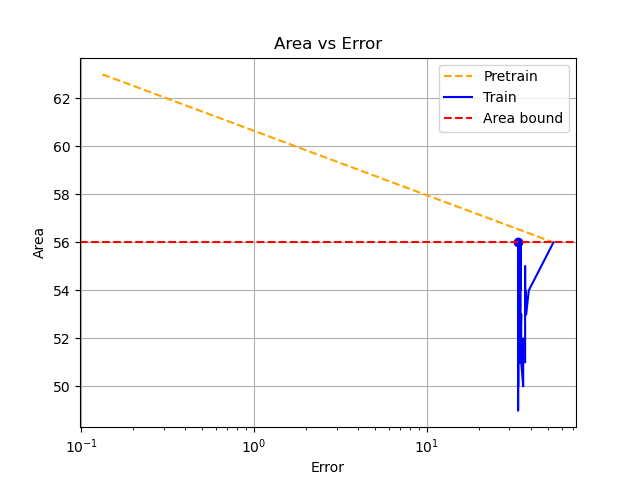 Area vs Error
Pretrain
Train
Area bound
62
60
58
56
54
52
50
Area
10⁻¹ 10⁰ 10¹
Error